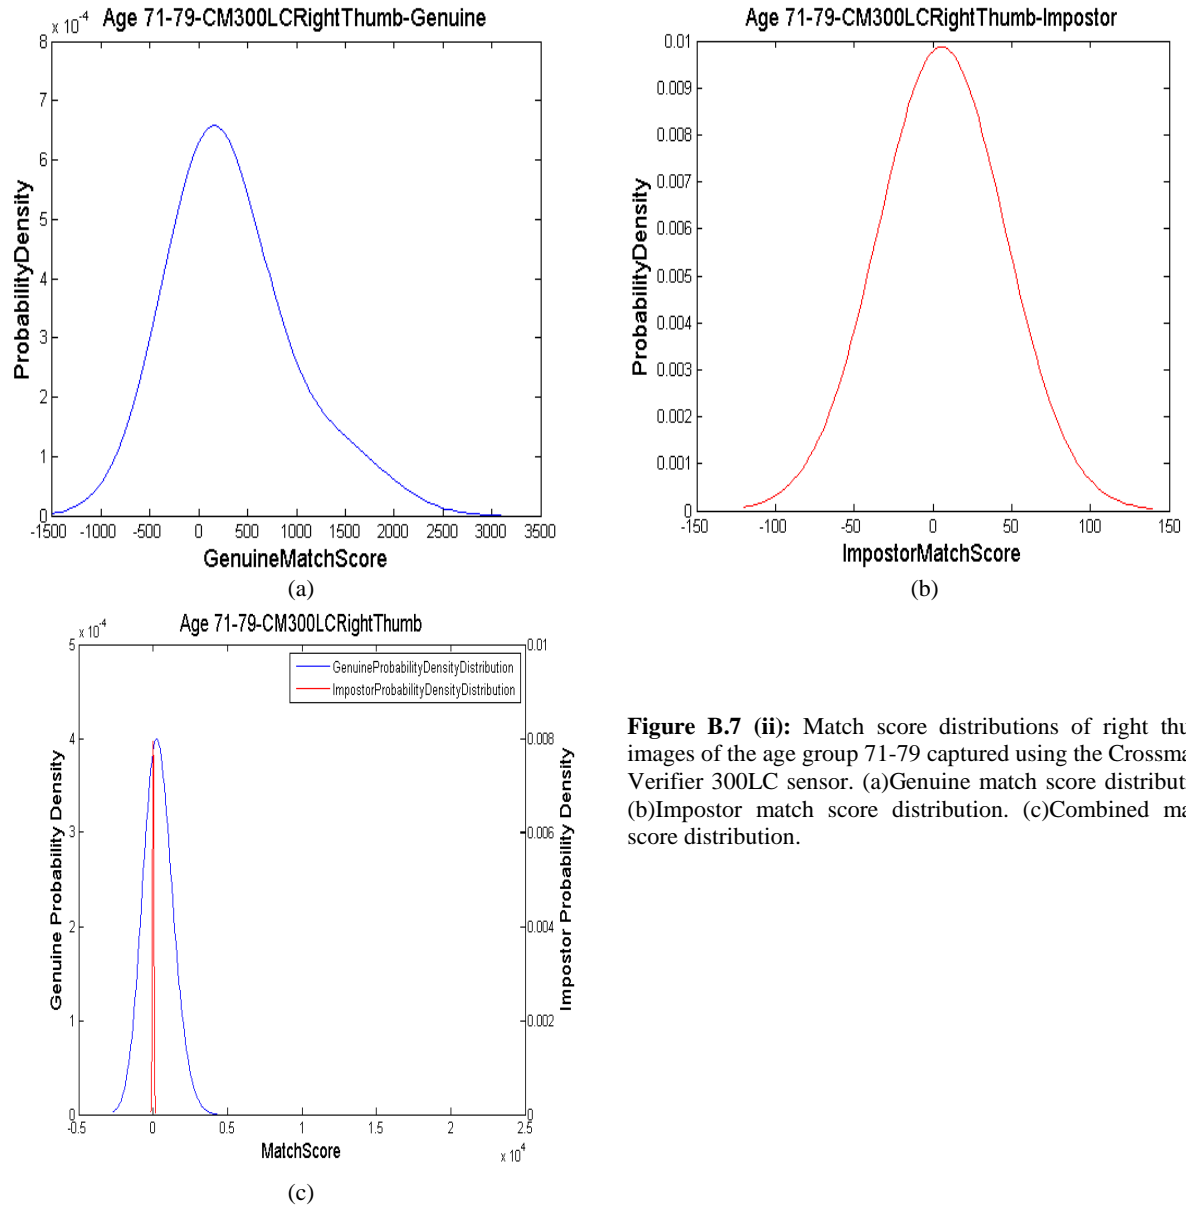 Age 71-79-CM300LCRightThumb-Genuine
x 10^-4
8
7
6
5
4
3
2
1
0
ProbabilityDensity
-1500 -1000 -500 0 500 1000 1500 2000 2500 3000 3500
GenuineMatchScore
(a)
Age 71-79-CM300LCRightThumb-Impostor
0.01
0.009
0.008
0.007
0.006
0.005
0.004
0.003
0.002
0.001
0
ProbabilityDensity
-150 -100 -50 0 50 100 150
ImpostorMatchScore
(b)
Age 71-79-CM300LCRightThumb
x 10^-4
5
4
3
2
1
0
Genuine Probability Density
GenuineProbabilityDensityDistribution
ImpostorProbabilityDensityDistribution
0.01
0.008
0.006
0.004
0.002
0
Impostor Probability Density
-0.5 0 0.5 1 1.5 2 2.5
MatchScore
x 10^4
(c)
Figure B.7 (ii): Match score distributions of right
images of the age group 71-79 captured using the
Verifier 300LC sensor. (a)Genuine match score
(b)Impostor match score distribution. (c)Combined
score distribution.